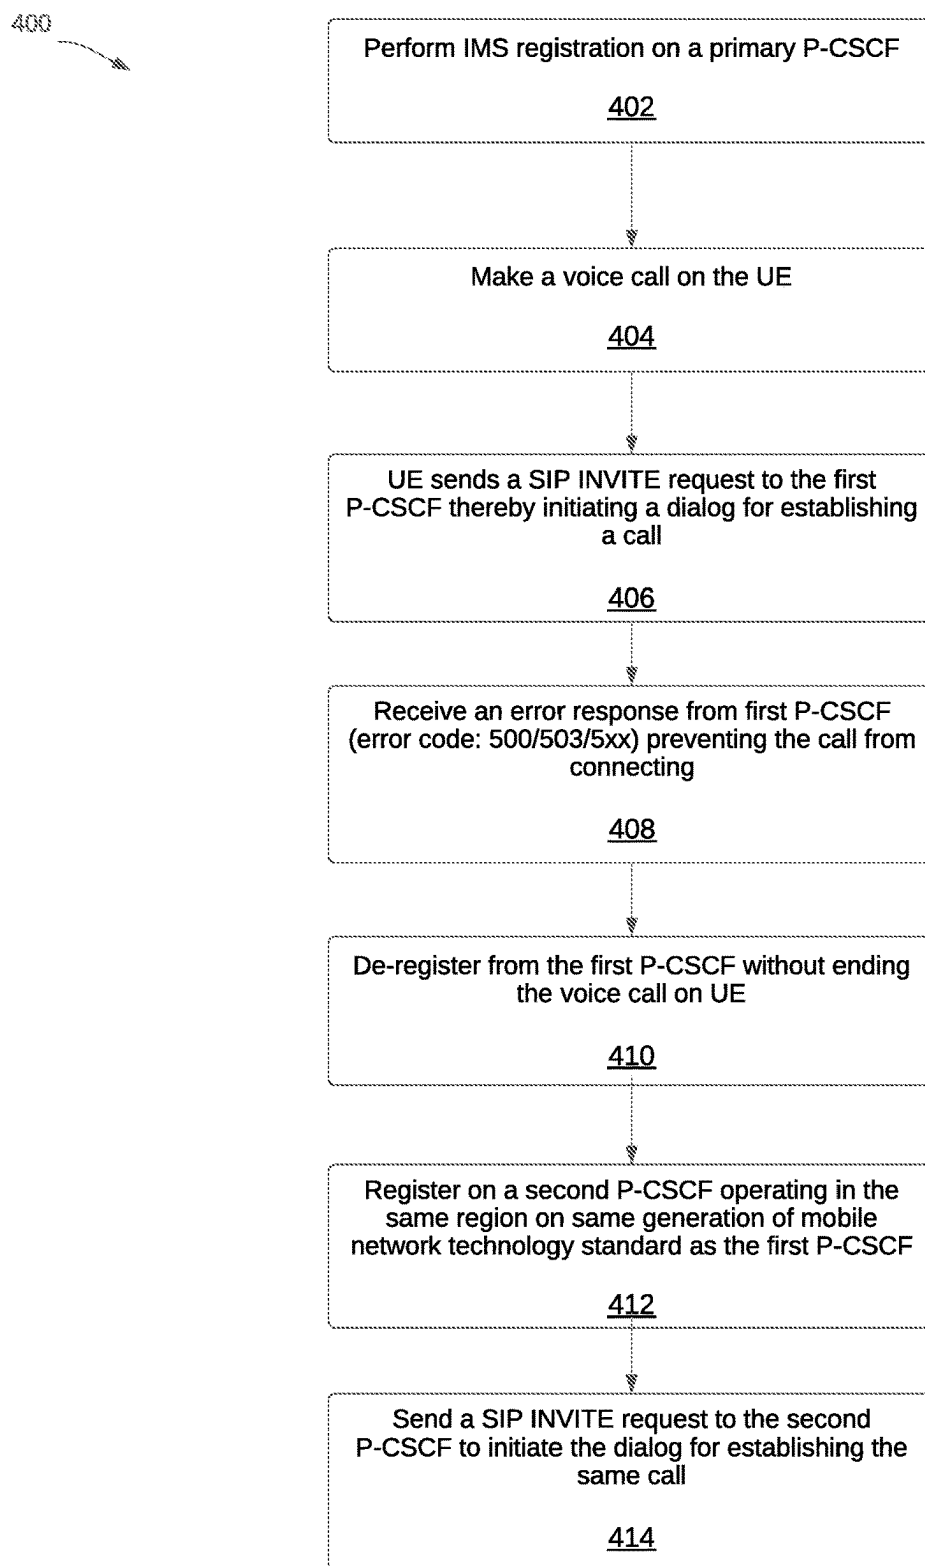 400
Perform IMS registration on a primary P-CSCF
402
Make a voice call on the UE
404
UE sends a SIP INVITE request to the first
P-CSCF thereby initiating a dialog for establishing
a call
406
Receive an error response from first P-CSCF
(error code: 500/503/5xx) preventing the call from
connecting
408
De-register from the first P-CSCF without ending
the voice call on UE
410
Register on a second P-CSCF operating in the
same region on same generation of mobile
network technology standard as the first P-CSCF
412
Send a SIP INVITE request to the second
P-CSCF to initiate the dialog for establishing the
same call
414